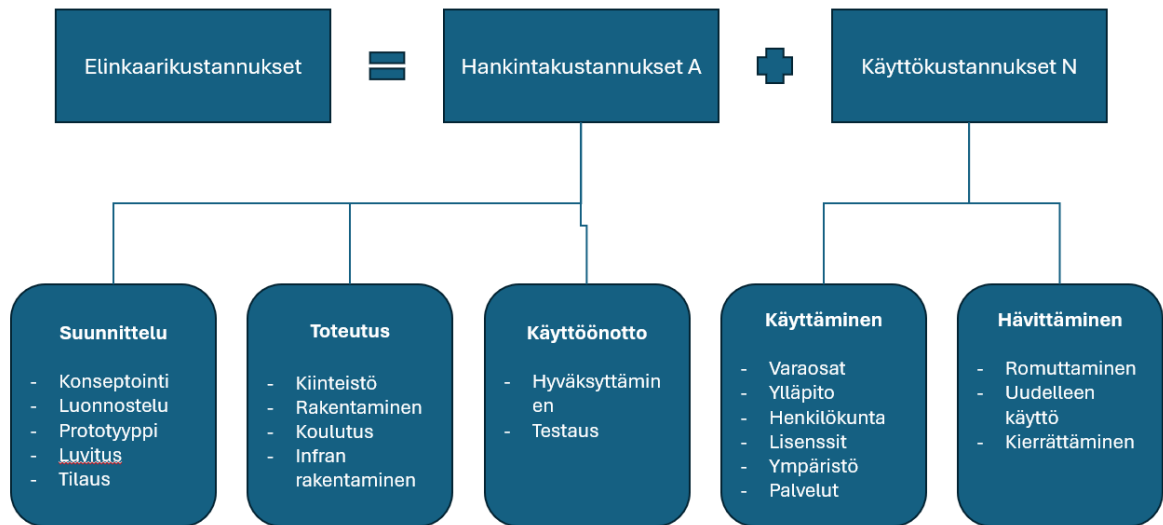 Elinkaarikustannukset
Hankintakustannukset A
Käyttökustannukset N
Suunnittelu
- Konseptointi
- Luonnostelu
- Prototyyppi
- Luvitus
- Tilaus
Toteutus
- Kiinteistö
- Rakentaminen
- Koulutus
- Infran
rakentaminen
Käyttöönotto
- Hyväksyttämin
en
- Testaus
Käyttäminen
- Varaosat
- Ylläpito
- Henkilökunta
- Lisenssit
- Ympäristö
- Palvelut
Hävittäminen
- Romuttaminen
- Uudelleen
käyttö
- Kierrättäminen